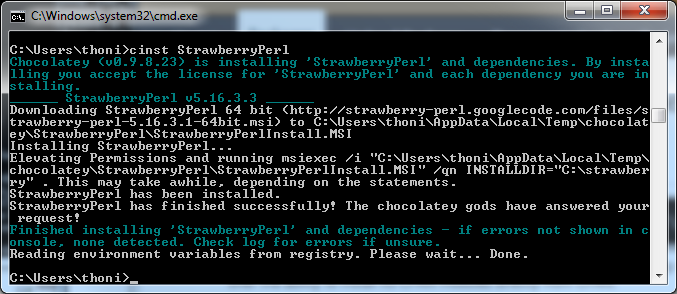 C:\Windows\system32\cmd.exe
C:\Users\thoni>cinst StrawberryPerl
Chocolatey (v0.9.8.23) is installing 'StrawberryPerl' and dependencies. By insta
lling you accept the license for 'StrawberryPerl' and each dependency you are in
stalling.
______ StrawberryPerl v5.16.3.3 ______
Downloading StrawberryPerl 64 bit (http://strawberry-perl.googlecode.com/files/s
trawberry-perl-5.16.3.1-64bit.msi) to C:\Users\thoni\AppData\Local\Temp\chocolat
ey\StrawberryPerl\StrawberryPerlInstall.MSI
Installing StrawberryPerl...
Elevating Permissions and running msiexec /i "C:\Users\thoni\AppData\Local\Temp\
chocolatey\StrawberryPerl\StrawberryPerlInstall.MSI" /qn INSTALLDIR="C:\strawber
ry" . This may take awhile, depending on the statements.
StrawberryPerl has been installed.
StrawberryPerl has finished successfully! The chocolatey gods have answered your
 request!
Finished installing 'StrawberryPerl' and dependencies - if errors not shown in c
onsole, none detected. Check log for errors if unsure.
Reading environment variables from registry. Please wait... Done.
C:\Users\thoni>_